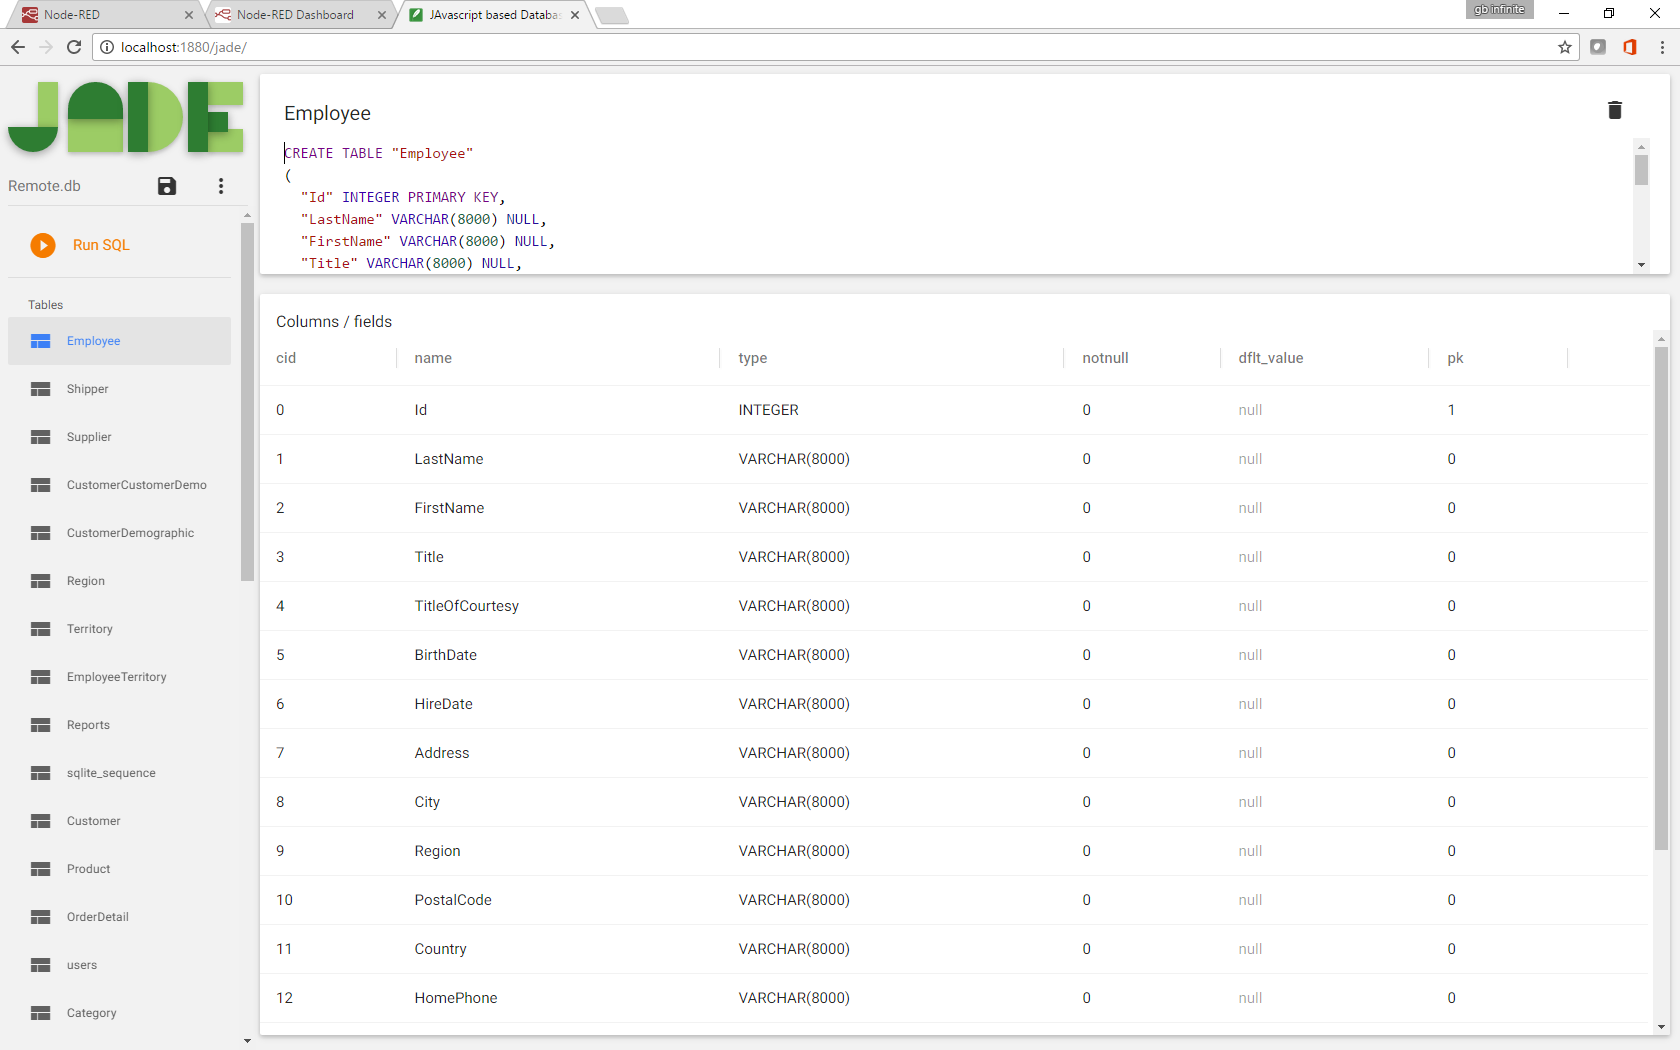 Node-RED
Node-RED Dashboard
JAvascript based Databa
gb infinite
localhost:1880/jade/
JADE
Remote.db
Run SQL
Tables
Employee
Shipper
Supplier
CustomerCustomerDemo
CustomerDemographic
Region
Territory
EmployeeTerritory
Reports
sqlite_sequence
Customer
Product
OrderDetail
users
Category
Employee
CREATE TABLE "Employee"
(
"Id" INTEGER PRIMARY KEY,
"LastName" VARCHAR(8000) NULL,
"FirstName" VARCHAR(8000) NULL,
"Title" VARCHAR(8000) NULL,
Columns / fields
cid name type notnull dflt_value pk
0 Id INTEGER 0 null 1
1 LastName VARCHAR(8000) 0 null 0
2 FirstName VARCHAR(8000) 0 null 0
3 Title VARCHAR(8000) 0 null 0
4 TitleOfCourtesy VARCHAR(8000) 0 null 0
5 BirthDate VARCHAR(8000) 0 null 0
6 HireDate VARCHAR(8000) 0 null 0
7 Address VARCHAR(8000) 0 null 0
8 City VARCHAR(8000) 0 null 0
9 Region VARCHAR(8000) 0 null 0
10 PostalCode VARCHAR(8000) 0 null 0
11 Country VARCHAR(8000) 0 null 0
12 HomePhone VARCHAR(8000) 0 null 0